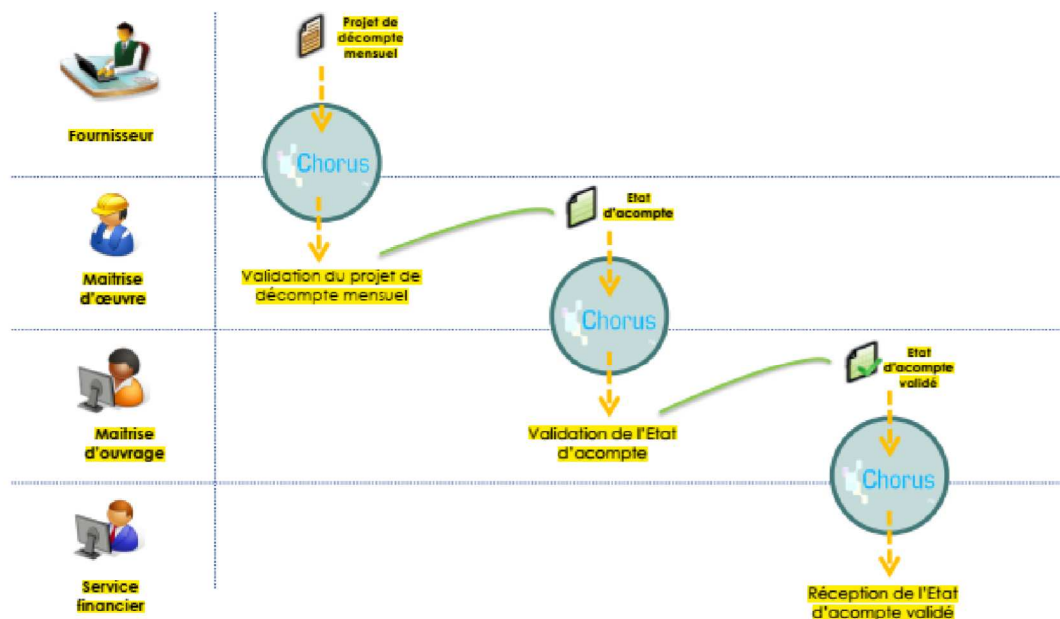 Projet de
décompte
mensuel
Fournisseur
Chorus
Etat
d'acompte
Maitrise
d'œuvre
Validation du projet de
décompte mensuel
Chorus
Etat
d'acompte
validé
Maitrise
d'ouvrage
Validation de l'Etat
d'acompte
Chorus
Service
financier
Réception de l'Etat
d'acompte validé